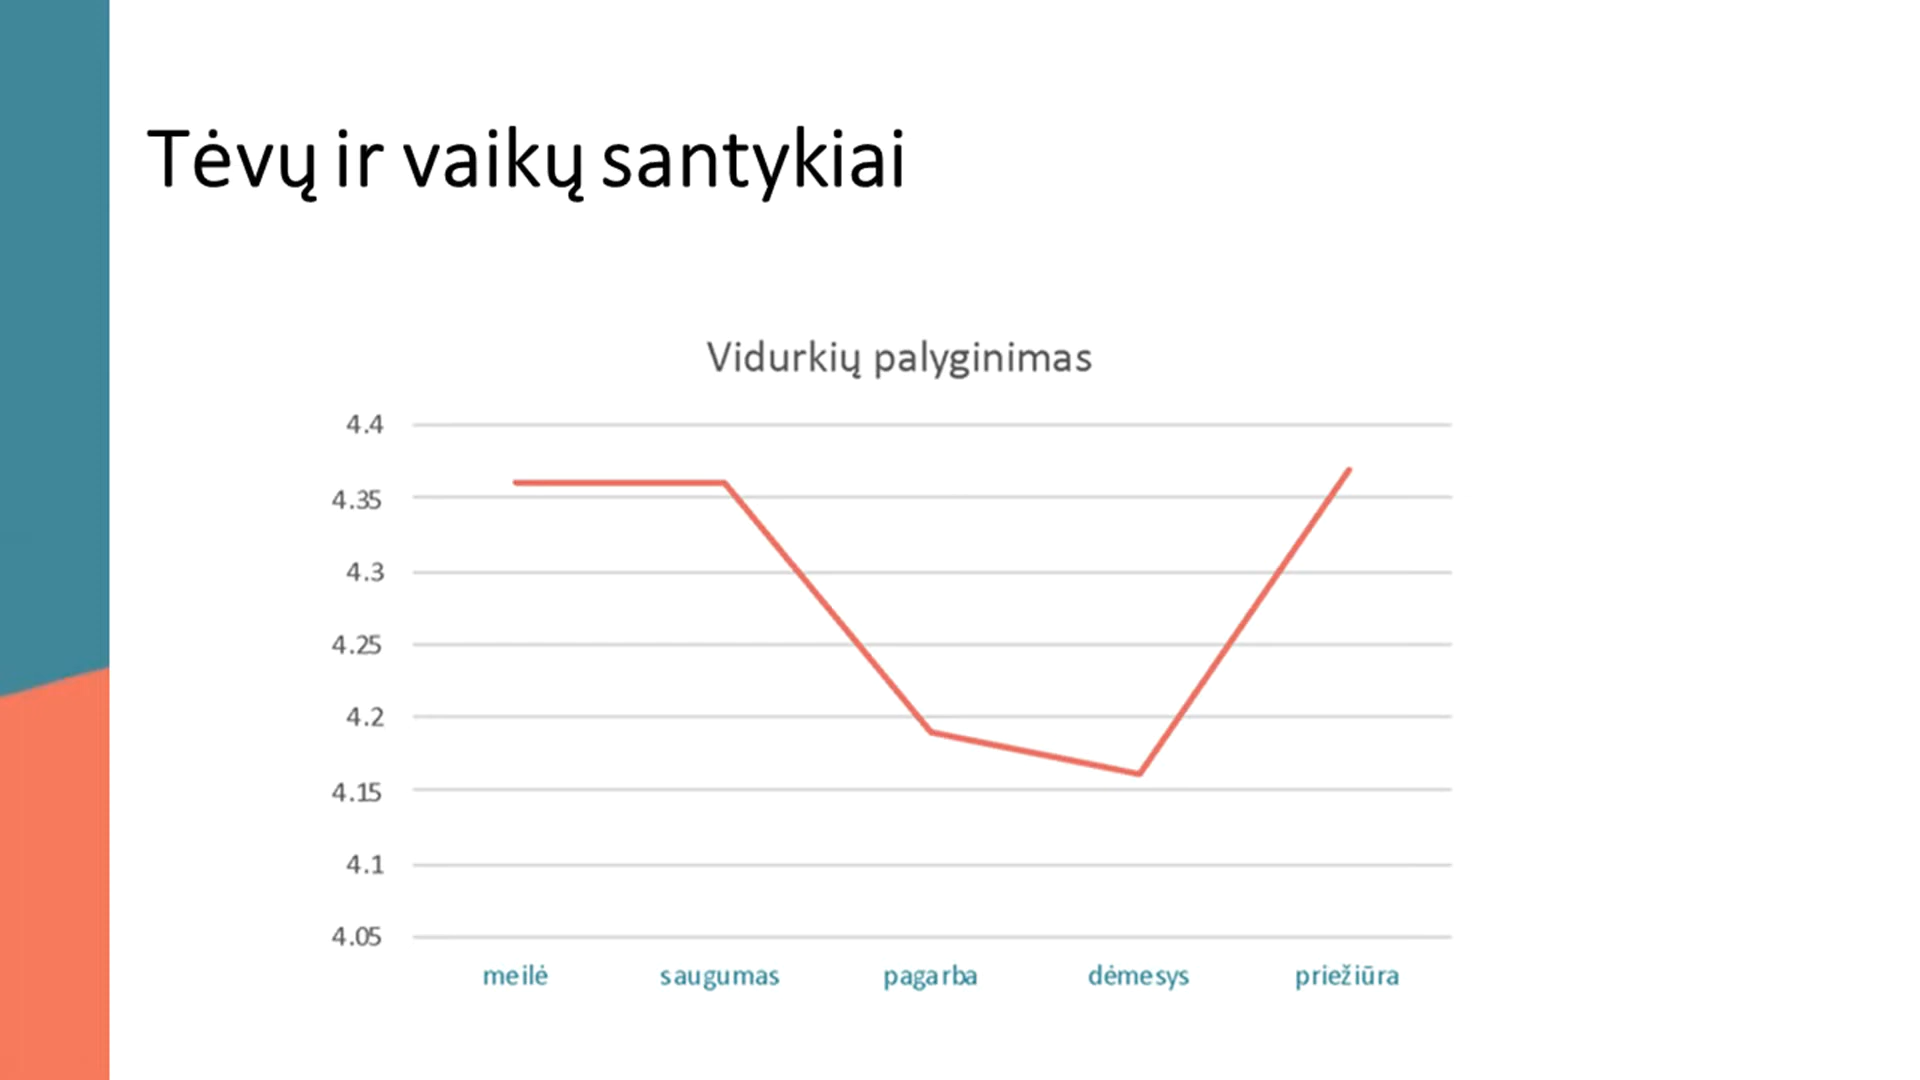 Tėvų ir vaikų santykiai
Vidurkių palyginimas
4.4
4.35
4.3
4.25
4.2
4.15
4.1
4.05
meilė saugumas pagarba dėmesys priežiūra